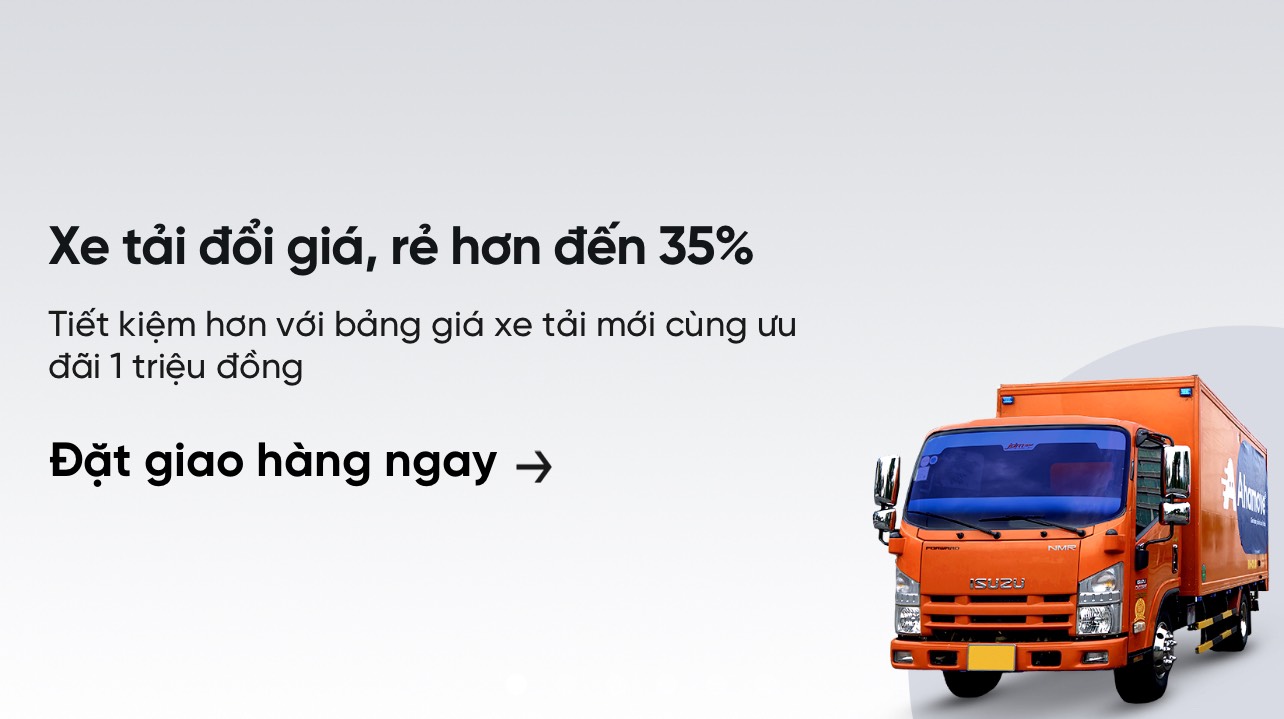 Xe tải đổi giá, rẻ hơn đến 35%
Tiết kiệm hơn với bảng giá xe tải mới cùng ưu
đãi 1 triệu đồng
Đặt giao hàng ngay →
FORWARD
NMR
ISUZU
Ahamove